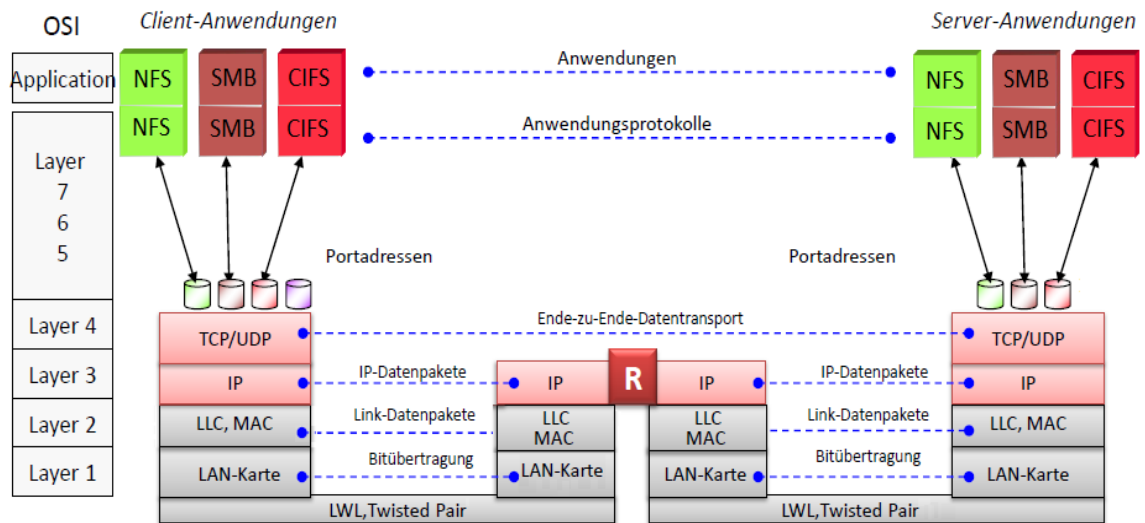 OSI
Client-Anwendungen
Server-Anwendungen
Application
NFS
SMB
CIFS
Anwendungen
NFS
SMB
CIFS
NFS
SMB
CIFS
Anwendungsprotokolle
NFS
SMB
CIFS
Layer
7
6
5
Portadressen
Portadressen
Layer 4
TCP/UDP
Ende-zu-Ende-Datentransport
TCP/UDP
Layer 3
IP
IP-Datenpakete
IP
R
IP
IP-Datenpakete
IP
Layer 2
LLC, MAC
Link-Datenpakete
LLC
MAC
LLC
MAC
Link-Datenpakete
LLC, MAC
Layer 1
LAN-Karte
Bitübertragung
LAN-Karte
LAN-Karte
Bitübertragung
LAN-Karte
LWL,Twisted Pair
LWL,Twisted Pair